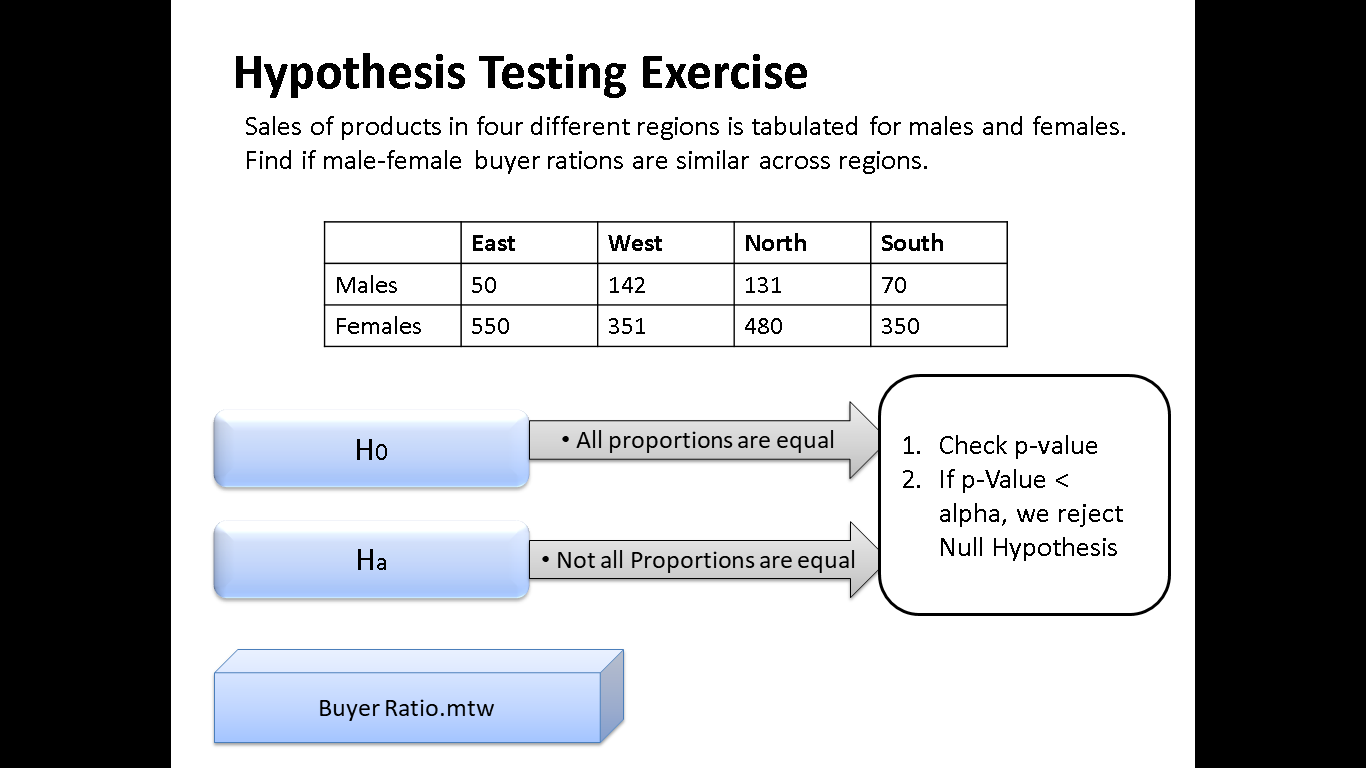 Hypothesis Testing Exercise
Sales of products in four different regions is tabulated for males and females.
Find if male-female buyer rations are similar across regions.
East West North South
Males 50 142 131 70
Females 550 351 480 350
H0
• All proportions are equal
1. Check p-value
2. If p-Value <
alpha, we reject
Null Hypothesis
Ha
• Not all Proportions are equal
Buyer Ratio.mtw